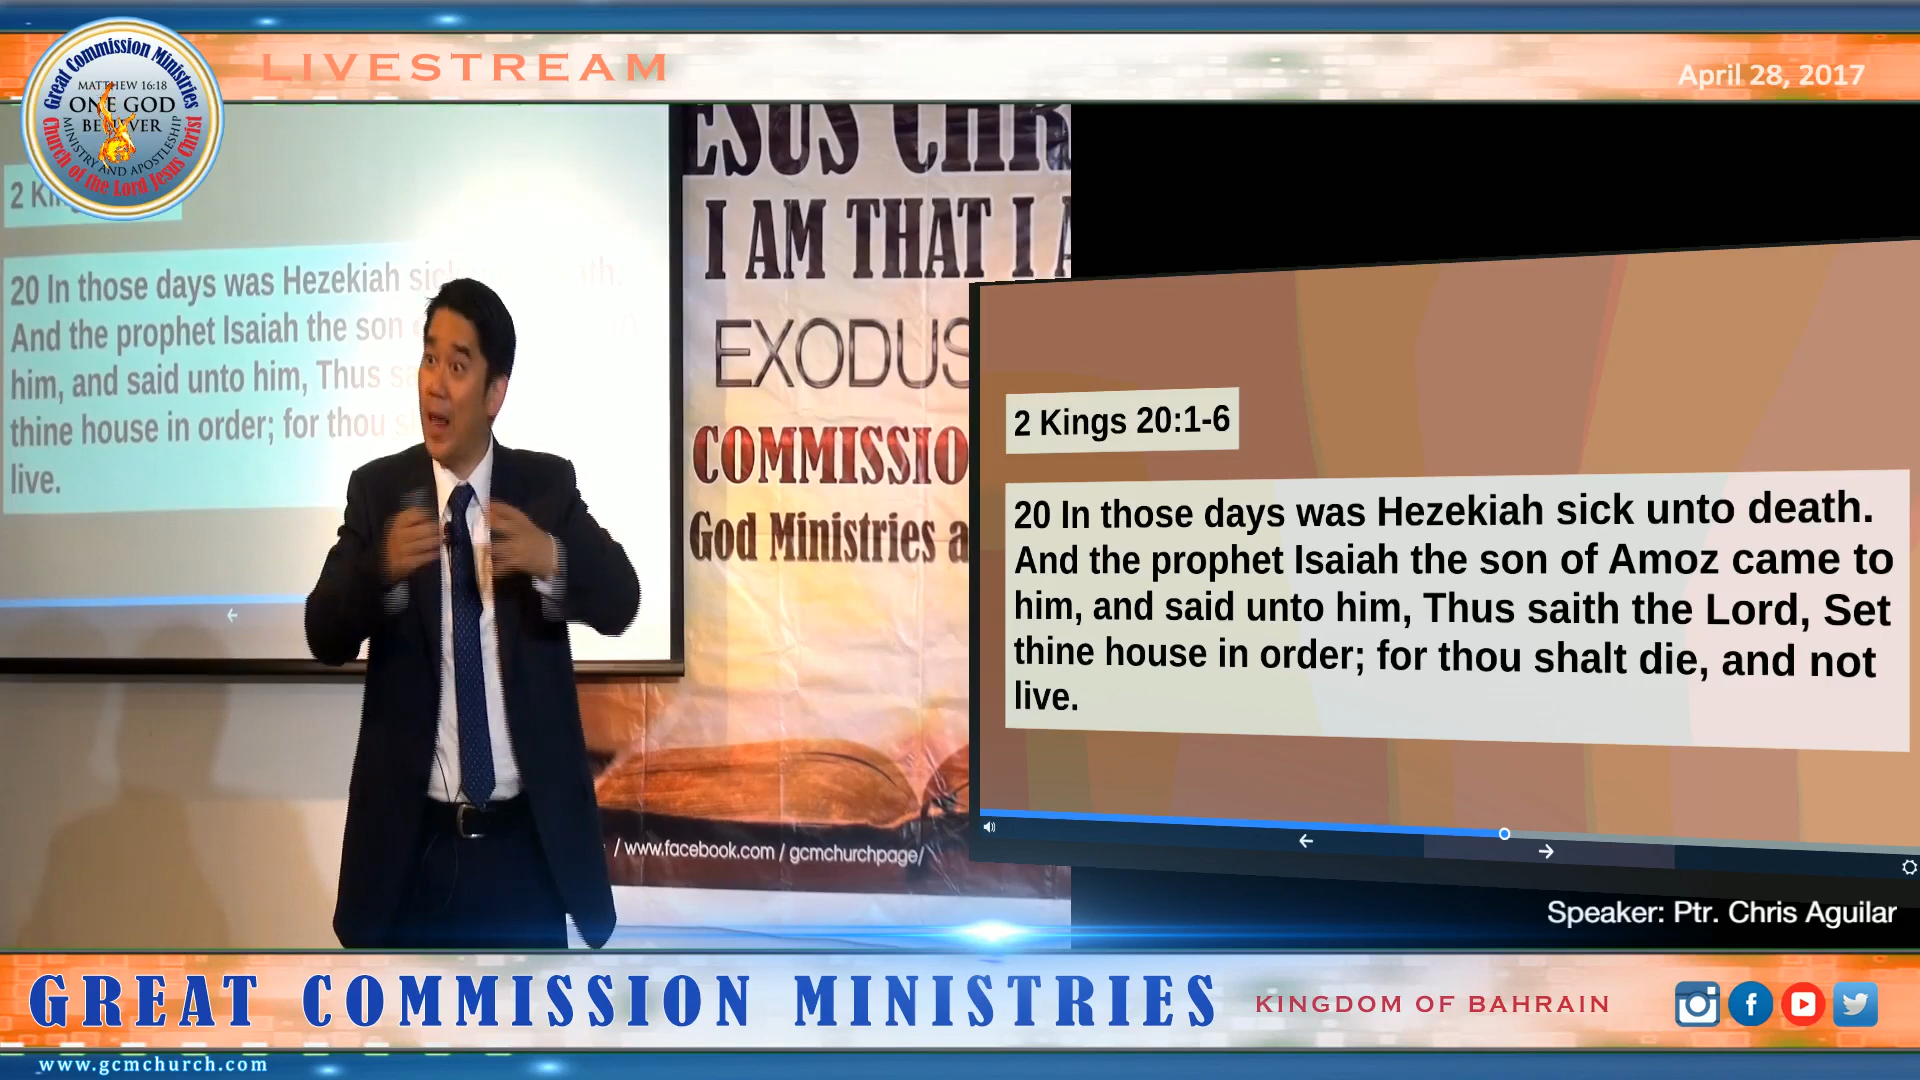 LIVESTREAM
April 28, 2017
Great Commission Ministries
MATTHEW 16:18
ONE GOD
BELIEVER
MINISTRY AND APOSTLESHIP
Church of the Lord Jesus Christ
2 Kings
20 In those days was Hezekiah sick
And the prophet Isaiah the son
him, and said unto him, Thus
thine house in order; for thou
live.
ESUS CHR
I AM THAT I A
EXODUS
COMMISSIO
God Ministries a
/ www.facebook.com / gcmchurchpage/
2 Kings 20:1-6
20 In those days was Hezekiah sick unto death.
And the prophet Isaiah the son of Amoz came to
him, and said unto him, Thus saith the Lord, Set
thine house in order; for thou shalt die, and not
live.
Speaker: Ptr. Chris Aguilar
GREAT COMMISSION MINISTRIES
KINGDOM OF BAHRAIN
www.gcmchurch.com